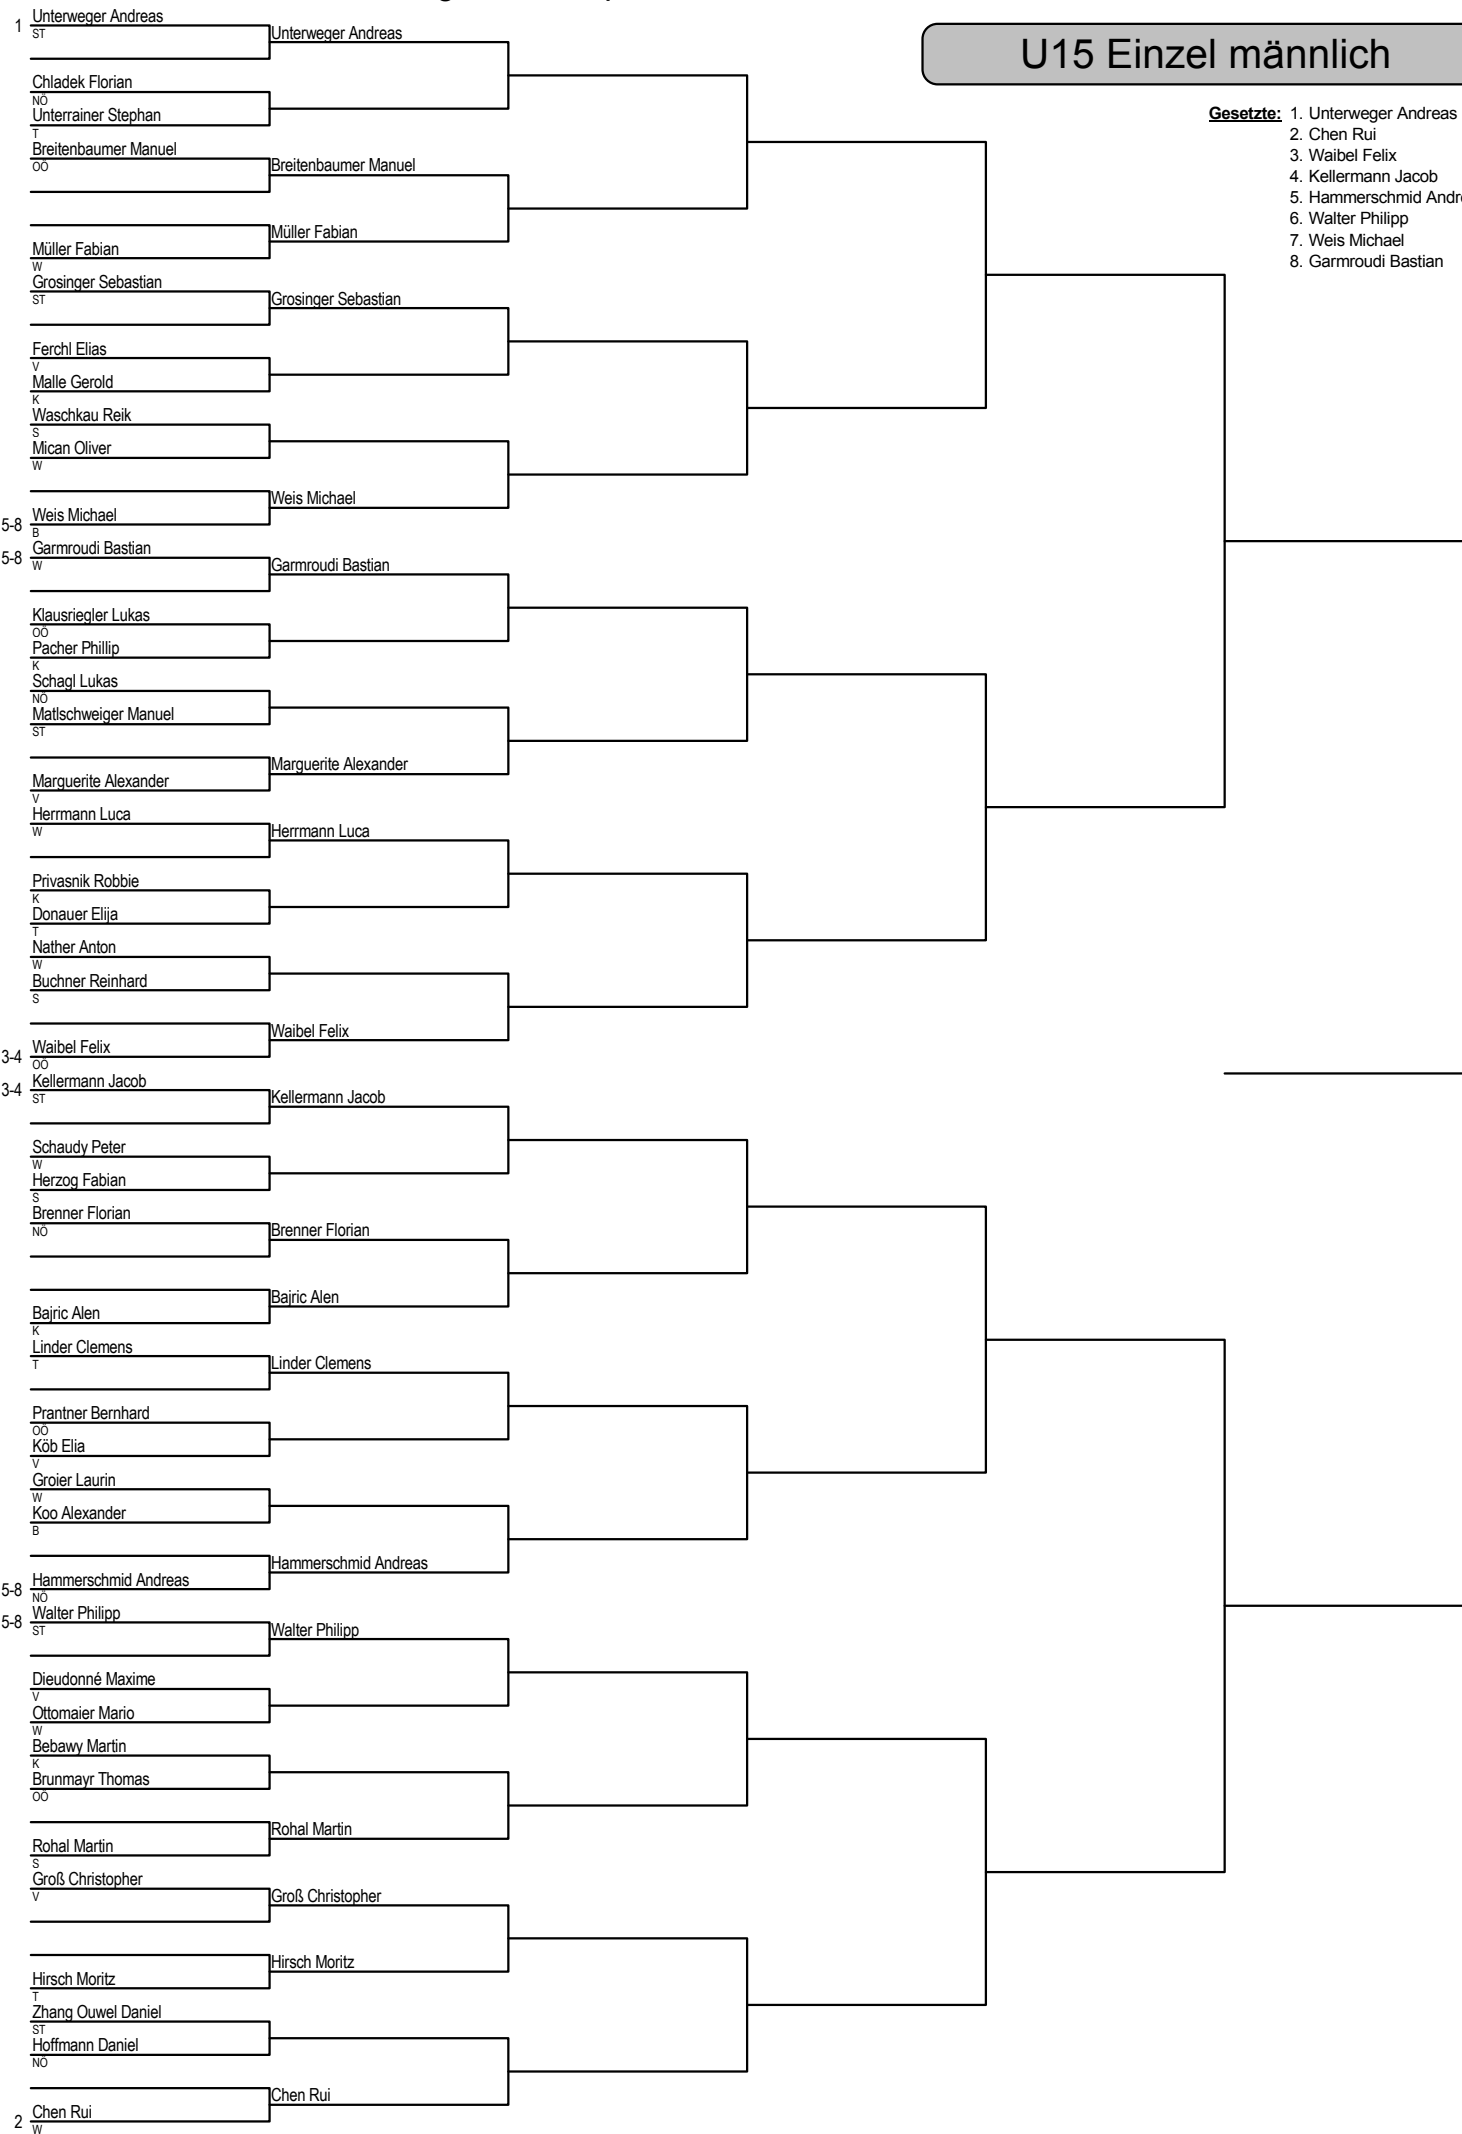 1
Unterweger Andreas
ST
Unterweger Andreas
U15 Einzel männlich
Chladek Florian
NÖ
Unterrainer Stephan
T
Breitenbaumer Manuel
OÖ
Breitenbaumer Manuel
Gesetzte: 1. Unterweger Andreas
2. Chen Rui
3. Waibel Felix
4. Kellermann Jacob
5. Hammerschmid Andre
6. Walter Philipp
7. Weis Michael
8. Garmroudi Bastian
Müller Fabian
Müller Fabian
W
Grosinger Sebastian
ST
Grosinger Sebastian
Ferchl Elias
V
Malle Gerold
K
Waschkau Reik
S
Mican Oliver
W
Weis Michael
5-8 Weis Michael
B
5-8 Garmroudi Bastian
W
Garmroudi Bastian
Klausriegler Lukas
OÖ
Pacher Phillip
K
Schagl Lukas
NÖ
Matlschweiger Manuel
ST
Marguerite Alexander
Marguerite Alexander
V
Herrmann Luca
W
Herrmann Luca
Privasnik Robbie
K
Donauer Elija
T
Nather Anton
W
Buchner Reinhard
S
Waibel Felix
3-4 Waibel Felix
OÖ
3-4 Kellermann Jacob
ST
Kellermann Jacob
Schaudy Peter
W
Herzog Fabian
S
Brenner Florian
NÖ
Brenner Florian
Bajric Alen
Bajric Alen
K
Linder Clemens
T
Linder Clemens
Prantner Bernhard
OÖ
Köb Elia
V
Groier Laurin
W
Koo Alexander
B
Hammerschmid Andreas
5-8 Hammerschmid Andreas
NÖ
5-8 Walter Philipp
ST
Walter Philipp
Dieudonné Maxime
V
Ottomaier Mario
W
Bebawy Martin
K
Brunmayr Thomas
OÖ
Rohal Martin
Rohal Martin
S
Groß Christopher
V
Groß Christopher
Hirsch Moritz
Hirsch Moritz
T
Zhang Ouwel Daniel
ST
Hoffmann Daniel
NÖ
Chen Rui
2 Chen Rui
W